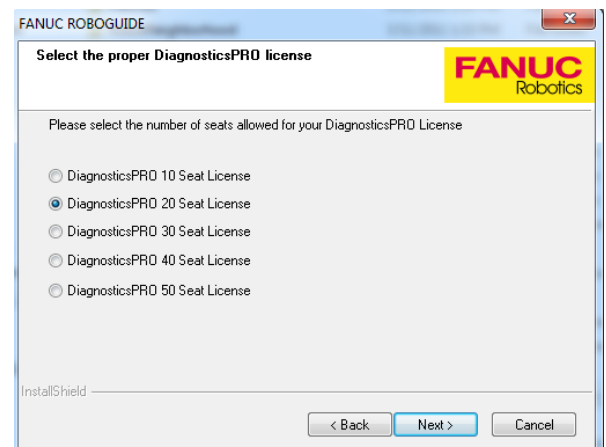 FANUC ROBOGUIDE
Select the proper DiagnosticsPRO license
FANUC
Robotics
Please select the number of seats allowed for your DiagnosticsPRO License
DiagnosticsPRO 10 Seat License
DiagnosticsPRO 20 Seat License
DiagnosticsPRO 30 Seat License
DiagnosticsPRO 40 Seat License
DiagnosticsPRO 50 Seat License
InstallShield
< Back Next > Cancel